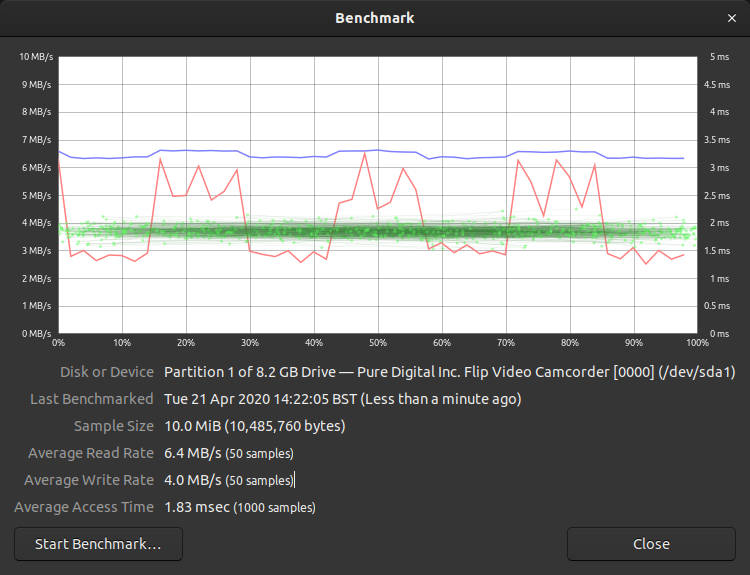 Benchmark
×
10 MB/s
5 ms
9 MB/s
4.5 ms
8 MB/s
4 ms
7 MB/s
3.5 ms
6 MB/s
3 ms
5 MB/s
2.5 ms
4 MB/s
2 ms
3 MB/s
1.5 ms
2 MB/s
1 ms
1 MB/s
0.5 ms
0 MB/s
0 ms
0% 10% 20% 30% 40% 50% 60% 70% 80% 90% 100%
Disk or Device Partition 1 of 8.2 GB Drive — Pure Digital Inc. Flip Video Camcorder [0000] (/dev/sda1)
Last Benchmarked Tue 21 Apr 2020 14:22:05 BST (Less than a minute ago)
Sample Size 10.0 MiB (10,485,760 bytes)
Average Read Rate 6.4 MB/s (50 samples)
Average Write Rate 4.0 MB/s (50 samples)
Average Access Time 1.83 msec (1000 samples)
Start Benchmark… Close